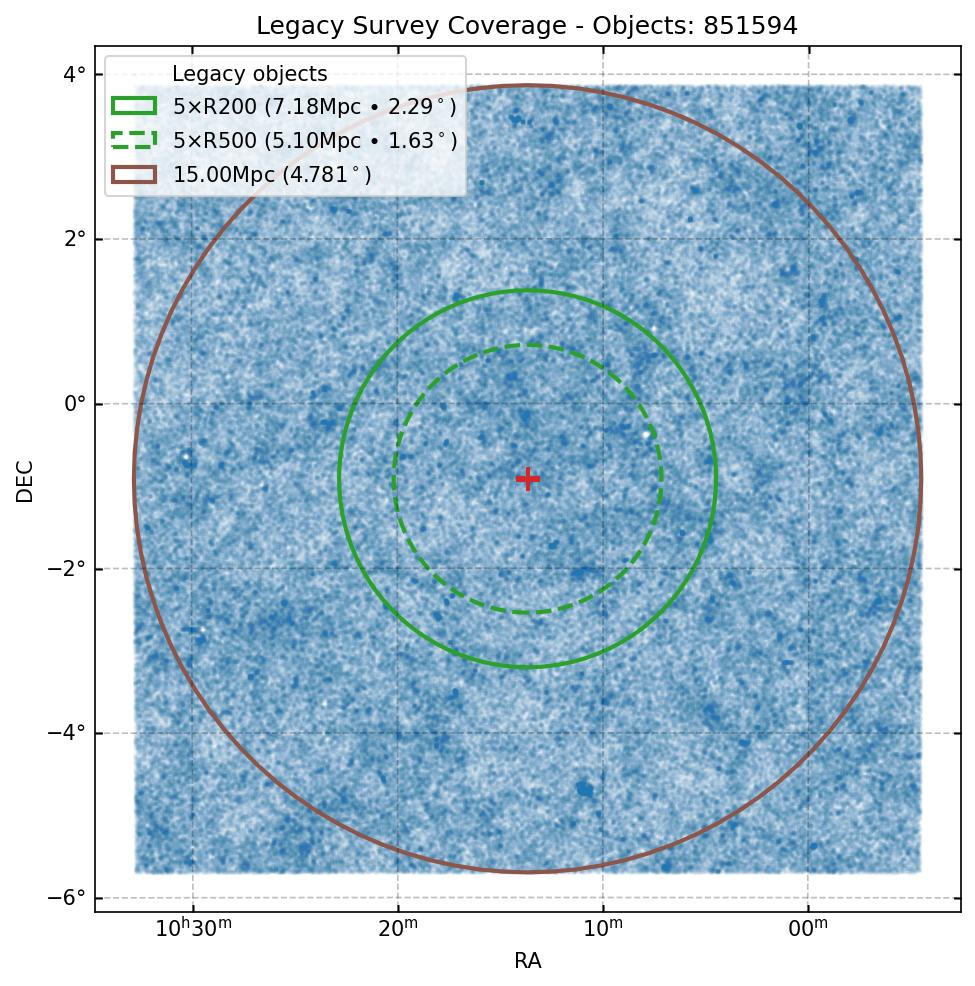 Legacy Survey Coverage - Objects: 851594
Legacy objects
5×R200 (7.18Mpc • 2.29°)
5×R500 (5.10Mpc • 1.63°)
15.00Mpc (4.781°)
4°
2°
0°
−2°
−4°
−6°
DEC
10ʰ30ᵐ 20ᵐ 10ᵐ 00ᵐ
RA